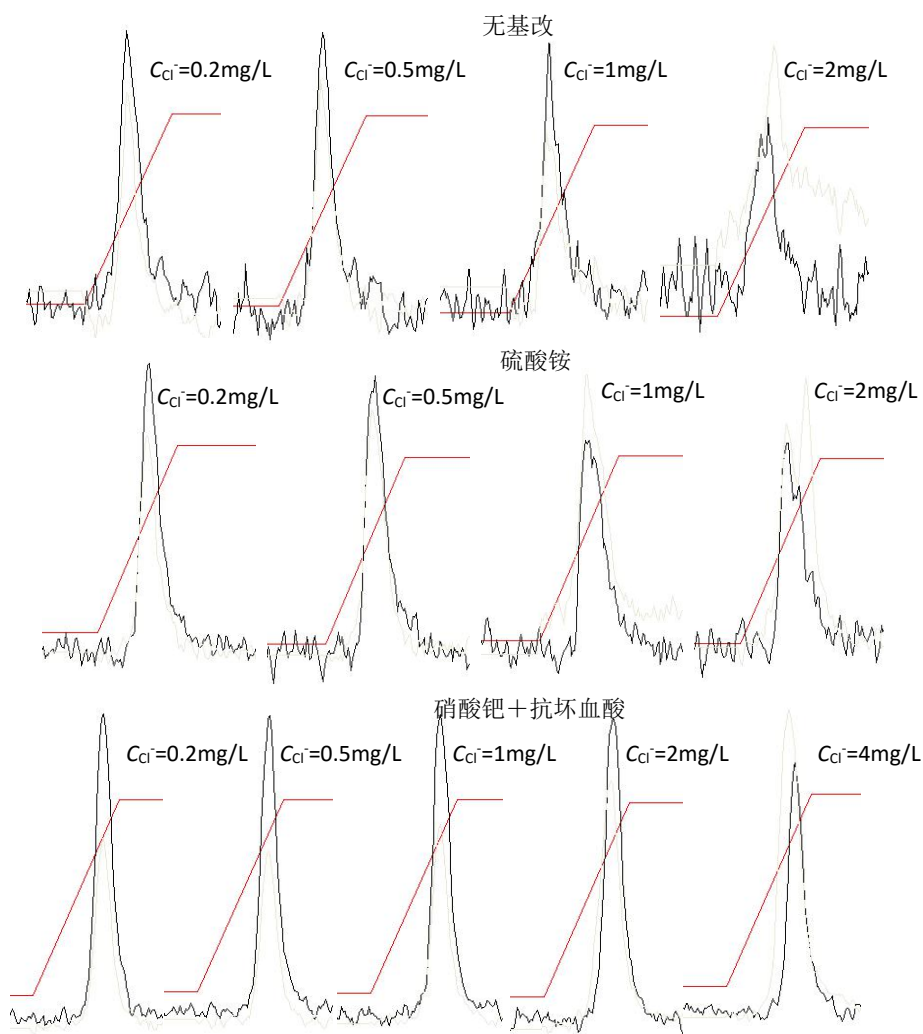 无基改
CCl-=0.2mg/L CCl-=0.5mg/L CCl-=1mg/L CCl-=2mg/L
硫酸铵
CCl-=0.2mg/L CCl-=0.5mg/L CCl-=1mg/L CCl-=2mg/L
硝酸钯＋抗坏血酸
CCl-=0.2mg/L CCl-=0.5mg/L CCl-=1mg/L CCl-=2mg/L CCl-=4mg/L